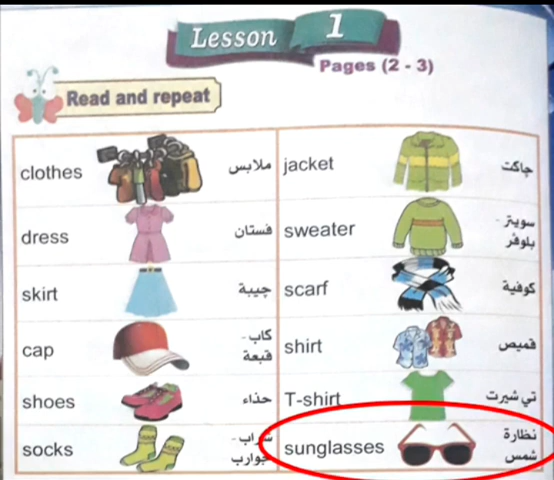 Lesson 1
Pages (2 - 3)
Read and repeat
clothes ملابس
jacket جاكت
dress فستان
sweater سويتر -
بلوفر
skirt جيبة
scarf كوفية
cap كاب -
قبعة
shirt قميص
shoes حذاء
T-shirt تي شيرت
socks شراب -
جوارب
sunglasses نظارة
شمس